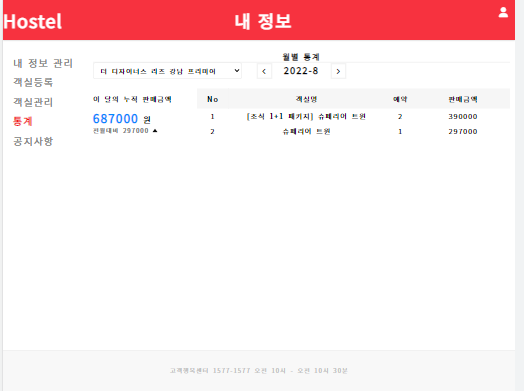 Hostel
내 정보
내 정보 관리
객실등록
객실관리
통계
공지사항
월별 통계
더 디자이너스 리즈 강남 프리미어
< 2022-8 >
이 달의 누적 판매금액
687000 원
전월대비 297000 ▲
No 객실명 예약 판매금액
1 [조식 1+1 패키지] 슈페리어 트윈 2 390000
2 슈페리어 트윈 1 297000
고객행복센터 1577-1577 오전 10시 - 오전 10시 30분